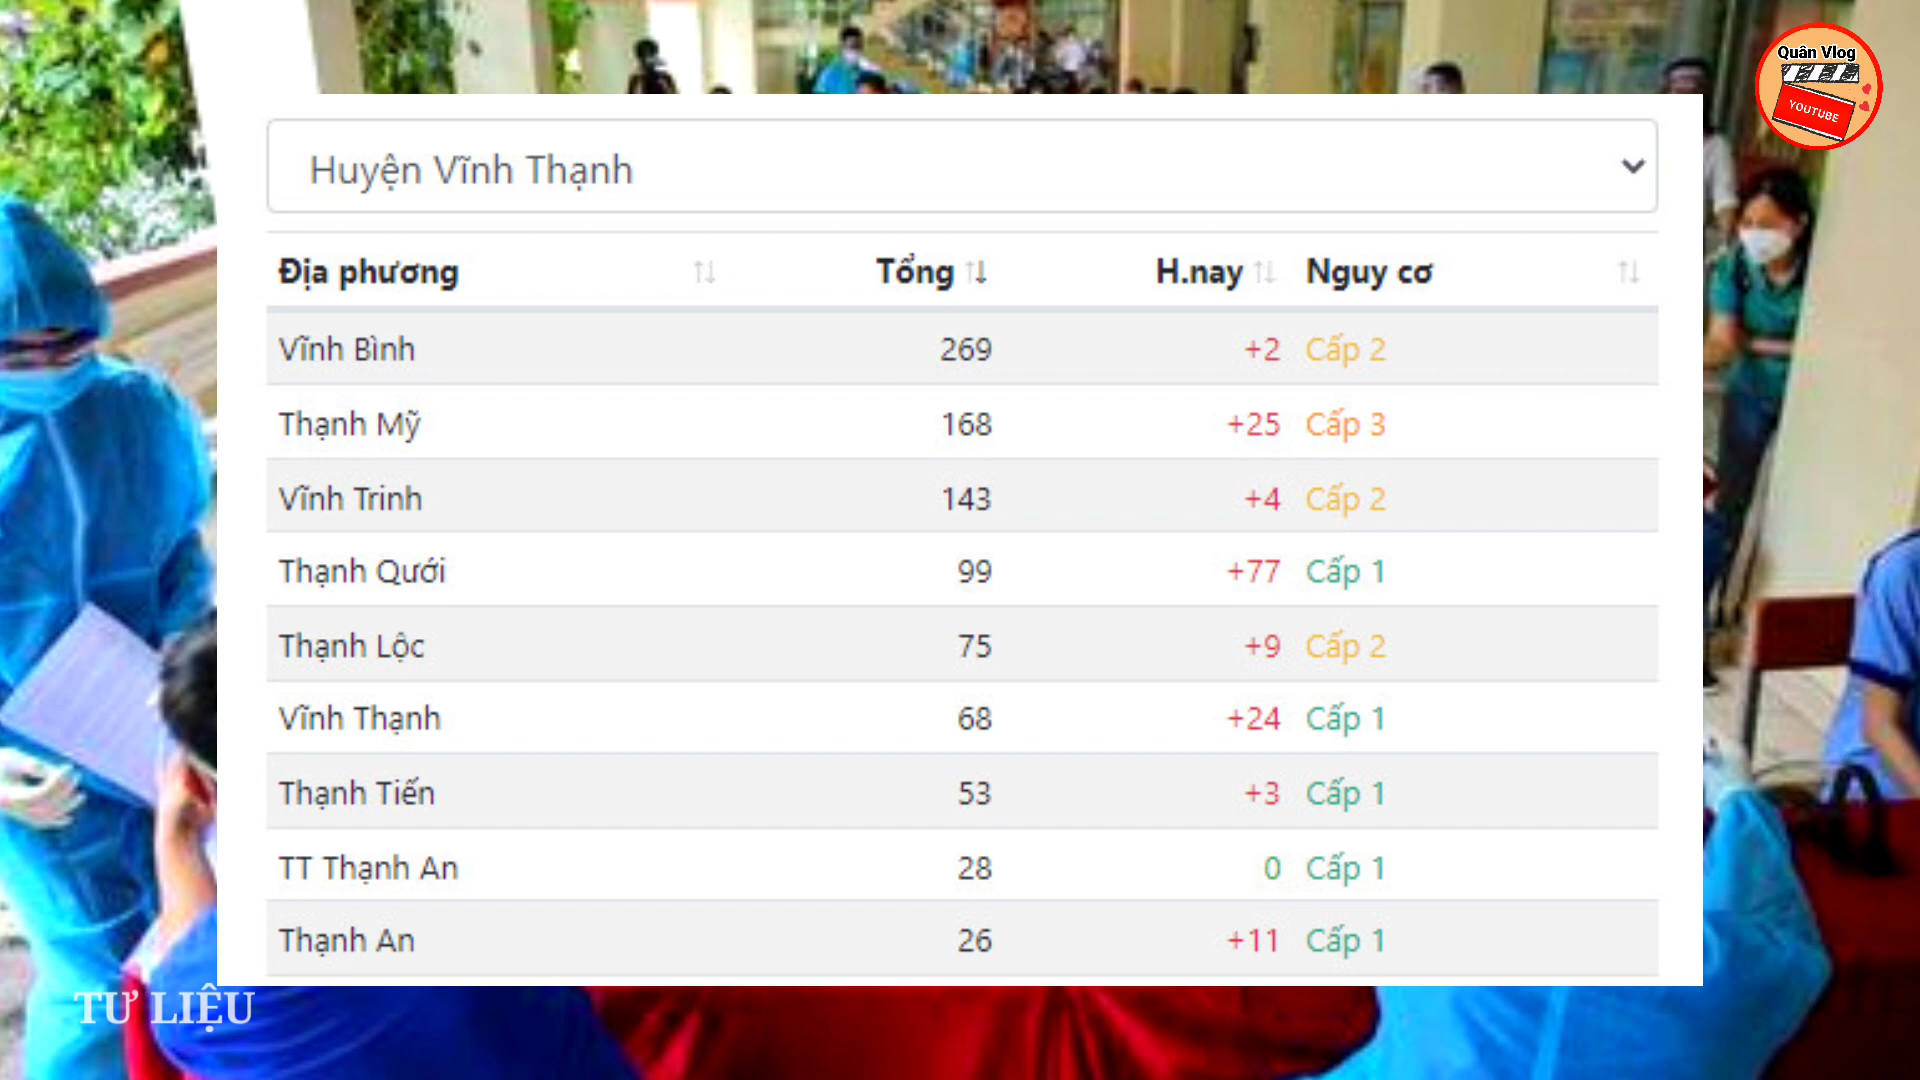 Quân Vlog
YOUTUBE
Huyện Vĩnh Thạnh
Địa phương Tổng H.nay Nguy cơ
Vĩnh Bình 269 +2 Cấp 2
Thạnh Mỹ 168 +25 Cấp 3
Vĩnh Trinh 143 +4 Cấp 2
Thạnh Qưới 99 +77 Cấp 1
Thạnh Lộc 75 +9 Cấp 2
Vĩnh Thạnh 68 +24 Cấp 1
Thạnh Tiến 53 +3 Cấp 1
TT Thạnh An 28 0 Cấp 1
Thạnh An 26 +11 Cấp 1
TƯ LIỆU